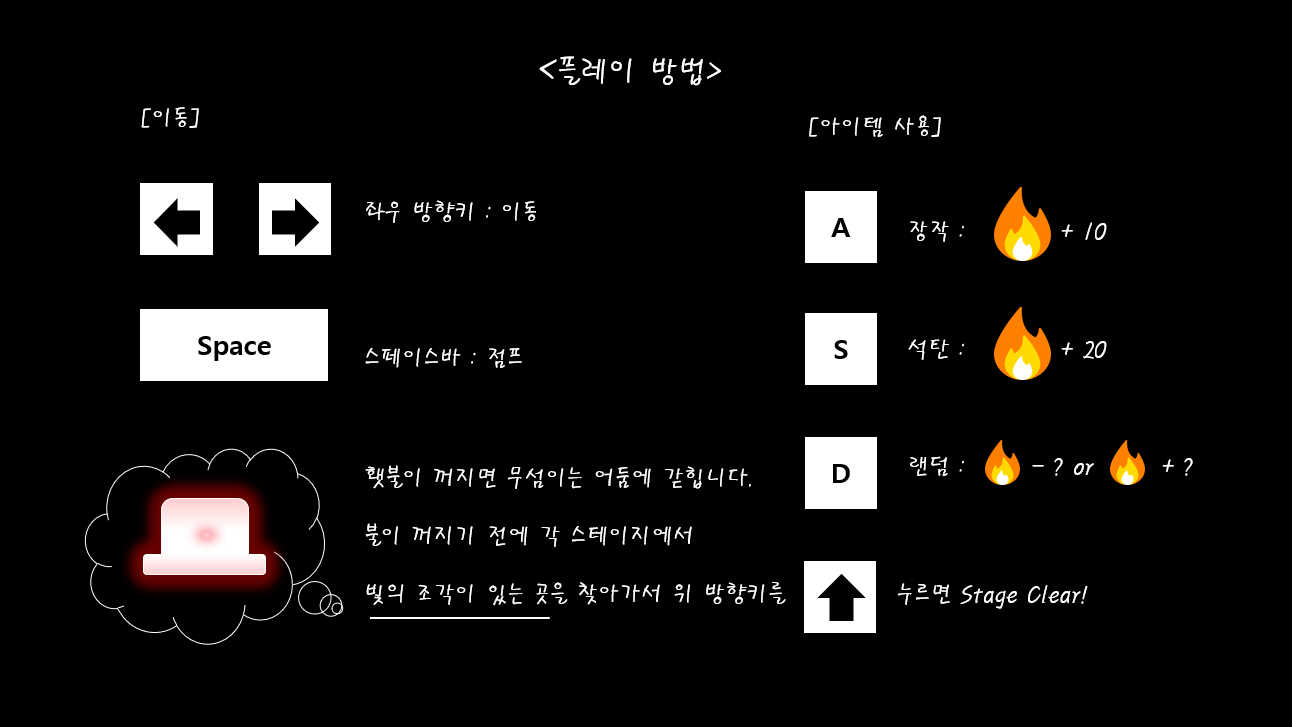 <플레이 방법>
[이동]
좌우 방향키 : 이동
Space
스페이스바 : 점프
[아이템 사용]
A
장작 : + 10
S
석탄 : + 20
D
랜덤 : - ? or + ?
횃불이 꺼지면 무섬이는 어둠에 갇힙니다.
불이 꺼지기 전에 각 스테이지에서
빛의 조각이 있는 곳을 찾아가서 위 방향키를 누르면 Stage Clear!